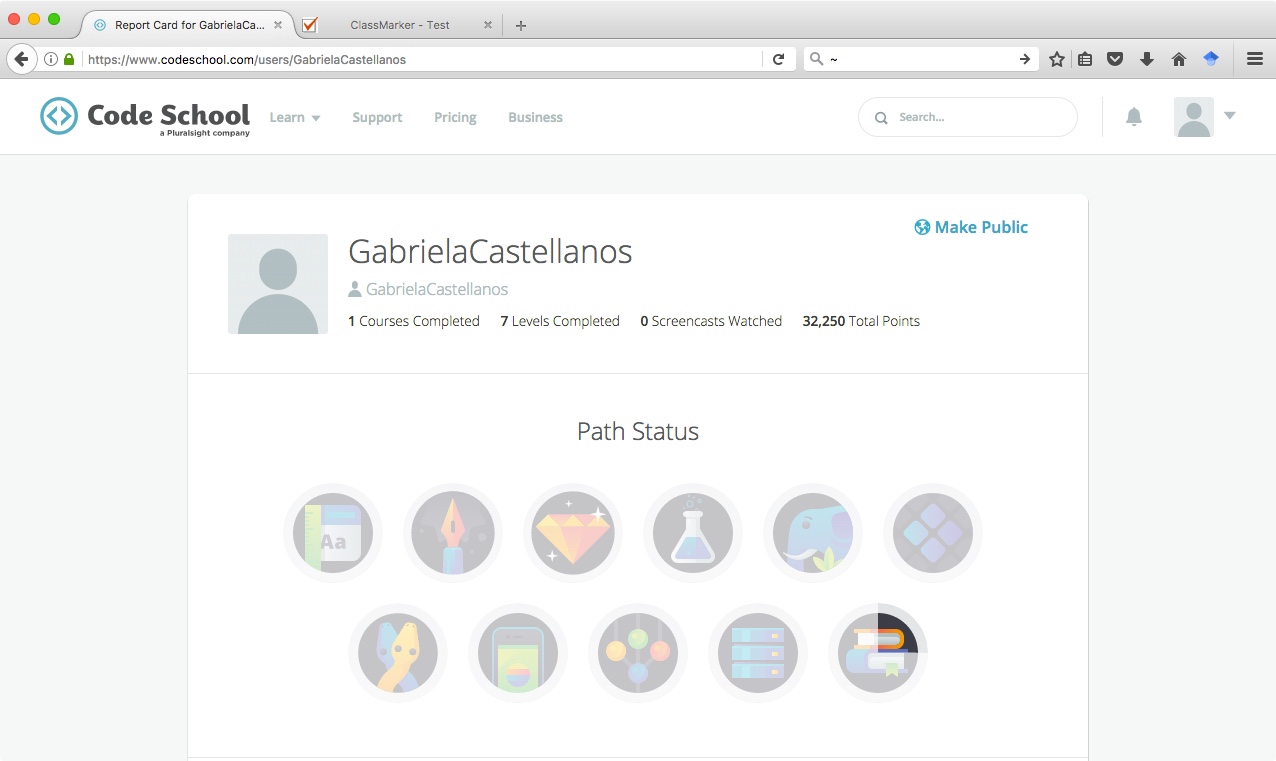 Report Card for GabrielaCa...
ClassMarker - Test
https://www.codeschool.com/users/GabrielaCastellanos
~
Code School
a Pluralsight company
Learn
Support
Pricing
Business
Search...
Make Public
GabrielaCastellanos
GabrielaCastellanos
1 Courses Completed 7 Levels Completed 0 Screencasts Watched 32,250 Total Points
Path Status
Aa